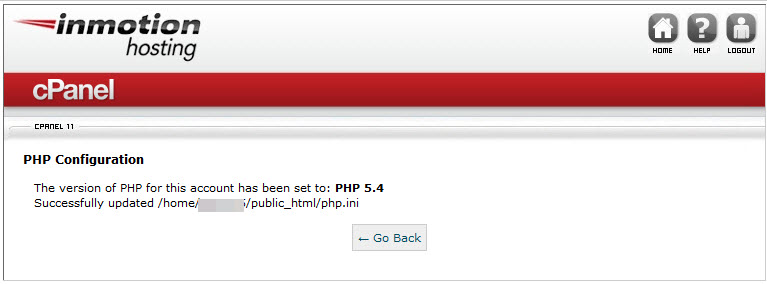 inmotion
hosting
HOME HELP LOGOUT
cPanel
CPANEL 11
PHP Configuration
The version of PHP for this account has been set to: PHP 5.4
Successfully updated /home/ /public_html/php.ini
← Go Back